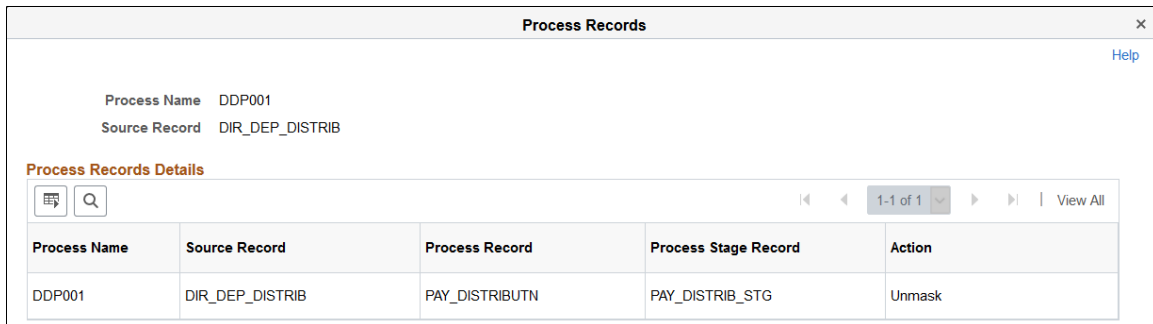 Process Records
Help
Process Name DDP001
Source Record DIR_DEP_DISTRIB
Process Records Details
1-1 of 1 | View All
Process Name Source Record Process Record Process Stage Record Action
DDP001 DIR_DEP_DISTRIB PAY_DISTRIBUTN PAY_DISTRIB_STG Unmask